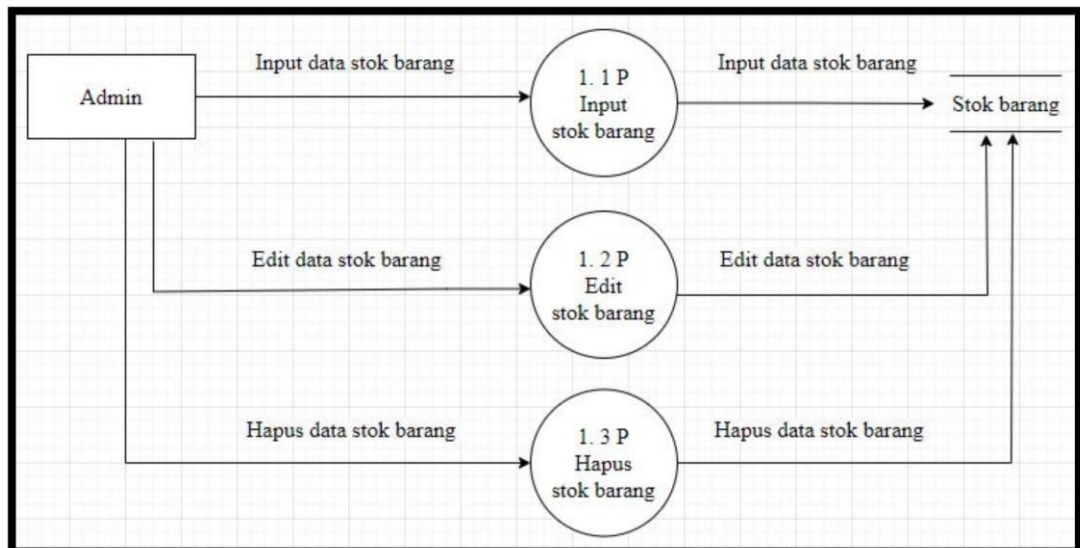 Admin
Input data stok barang
1. 1 P
Input
stok barang
Input data stok barang
Stok barang
Edit data stok barang
1. 2 P
Edit
stok barang
Edit data stok barang
Hapus data stok barang
1. 3 P
Hapus
stok barang
Hapus data stok barang